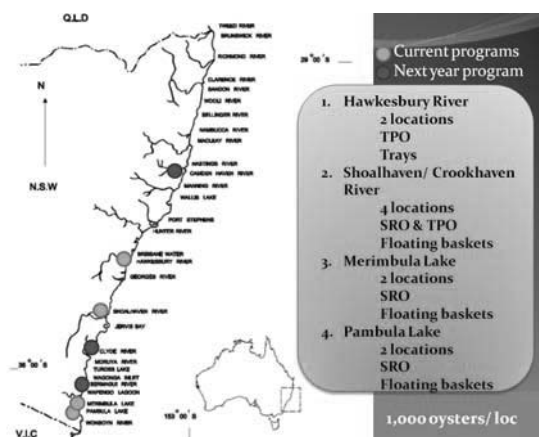 Q.L.D
TWEED RIVER
BRUNSWICK RIVER
RICHMOND RIVER
29° 00' S
CLARENCE RIVER
SANDON RIVER
WOOLI RIVER
BELLINGER RIVER
NAMBUCCA RIVER
MACLEAY RIVER
N
HASTINGS RIVER
CAMDEN HAVEN RIVER
MANNING RIVER
N.S.W
WALLIS LAKE
PORT STEPHENS
HUNTER RIVER
BRISBANE WATER
HAWKESBURY RIVER
GEORGES RIVER
SHOALHAVEN RIVER
JERVIS BAY
CLYDE RIVER
MORUYA RIVER
36° 00' S
TUROSS LAKE
WAGONGA INLET
BERMAGUI RIVER
WAPENGO LAGOON
MERIMBULA LAKE
PAMBULA LAKE
153° 00' S
WONBOYN RIVER
V.I.C
Current programs
Next year program
1. Hawkesbury River
2 locations
TPO
Trays
2. Shoalhaven/ Crookhaven
River
4 locations
SRO & TPO
Floating baskets
3. Merimbula Lake
2 locations
SRO
Floating baskets
4. Pambula Lake
2 locations
SRO
Floating baskets
1,000 oysters/ loc